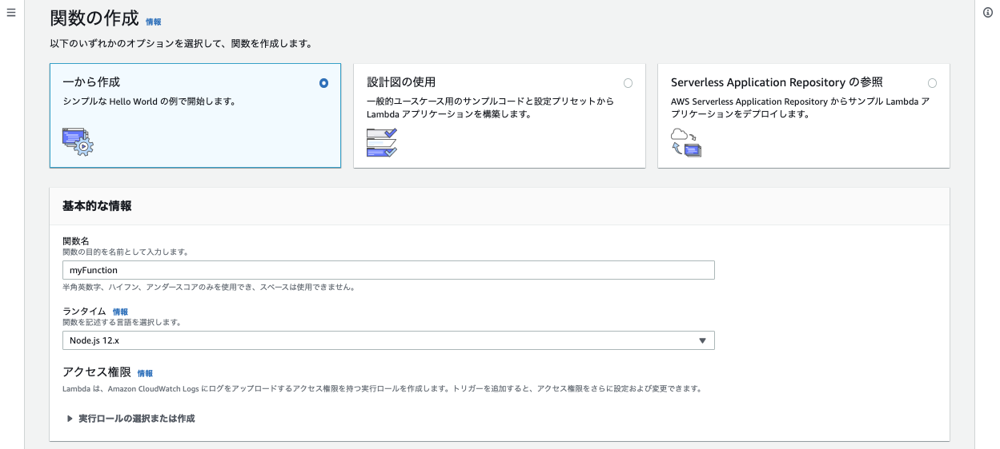 関数の作成 情報
以下のいずれかのオプションを選択して、関数を作成します。
一から作成
シンプルな Hello World の例で開始します。
設計図の使用
一般的ユースケース用のサンプルコードと設定プリセットから
Lambda アプリケーションを構築します。
Serverless Application Repository の参照
AWS Serverless Application Repository からサンプル Lambda ア
プリケーションをデプロイします。
基本的な情報
関数名
関数の目的を名前として入力します。
myFunction
半角英数字、ハイフン、アンダースコアのみを使用でき、スペースは使用できません。
ランタイム 情報
関数を記述する言語を選択します。
Node.js 12.x
アクセス権限 情報
Lambda は、Amazon CloudWatch Logs にログをアップロードするアクセス権限を持つ実行ロールを作成します。トリガーを追加すると、アクセス権限をさらに設定および変更できます。
実行ロールの選択または作成